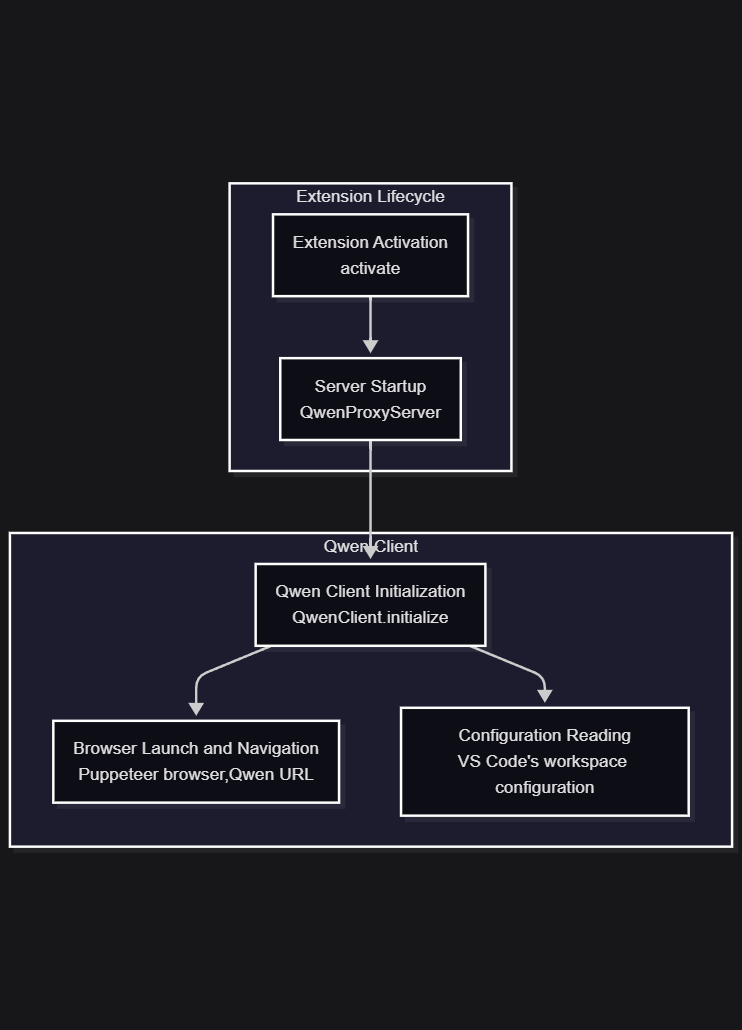 Extension Lifecycle
Extension Activation
activate
Server Startup
QwenProxyServer
Qwen Client
Qwen Client Initialization
QwenClient.initialize
Browser Launch and Navigation
Puppeteer browser,Qwen URL
Configuration Reading
VS Code's workspace
configuration